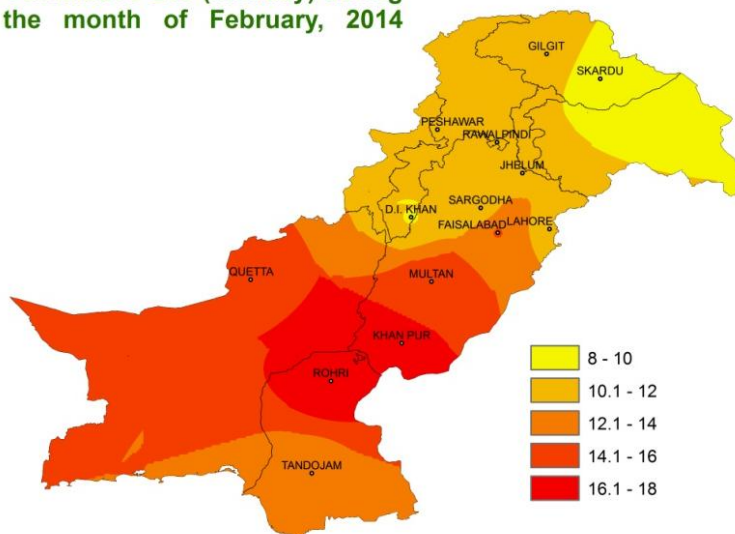 the month of February, 2014
GILGIT
SKARDU
PESHAWAR
RAWALPINDI
JHELUM
SARGODHA
D.I. KHAN
FAISALABAD
LAHORE
QUETTA
MULTAN
KHAN PUR
ROHRI
TANDOJAM
8 - 10
10.1 - 12
12.1 - 14
14.1 - 16
16.1 - 18